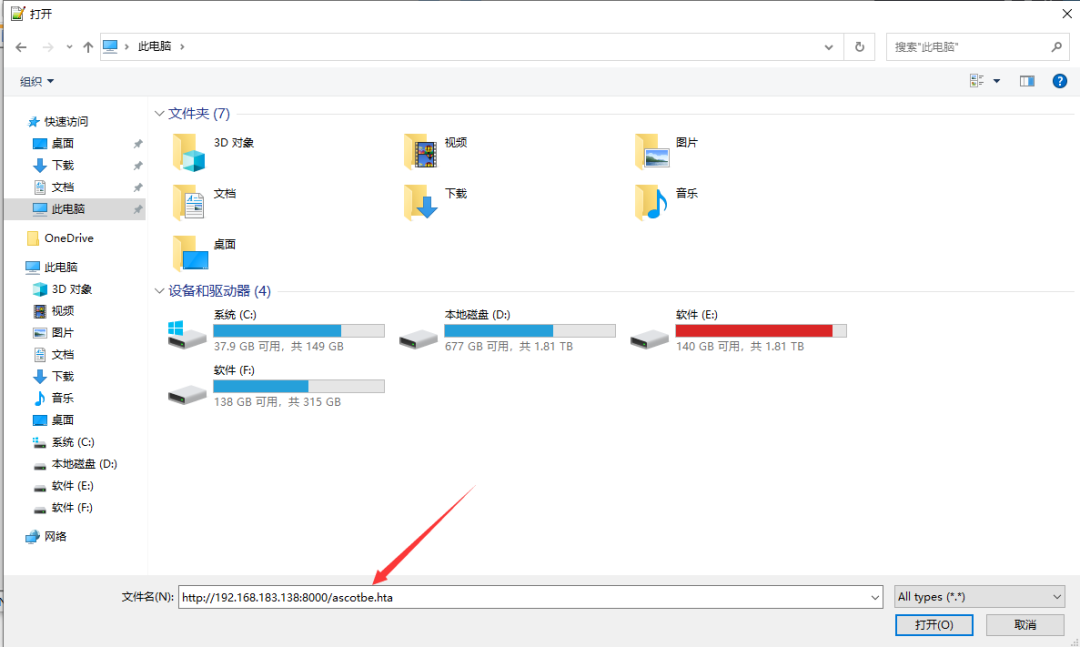 打开
此电脑
搜索"此电脑"
组织
快速访问
桌面
下载
文档
此电脑
OneDrive
此电脑
3D 对象
视频
图片
文档
下载
音乐
桌面
系统 (C:)
本地磁盘 (D:)
软件 (E:)
软件 (F:)
网络
文件夹 (7)
3D 对象
视频
图片
文档
下载
音乐
桌面
设备和驱动器 (4)
系统 (C:)
37.9 GB 可用，共 149 GB
本地磁盘 (D:)
677 GB 可用，共 1.81 TB
软件 (E:)
140 GB 可用，共 1.81 TB
软件 (F:)
138 GB 可用，共 315 GB
文件名(N): http://192.168.183.138:8000/ascotbe.hta
All types (*.*)
打开(O)
取消